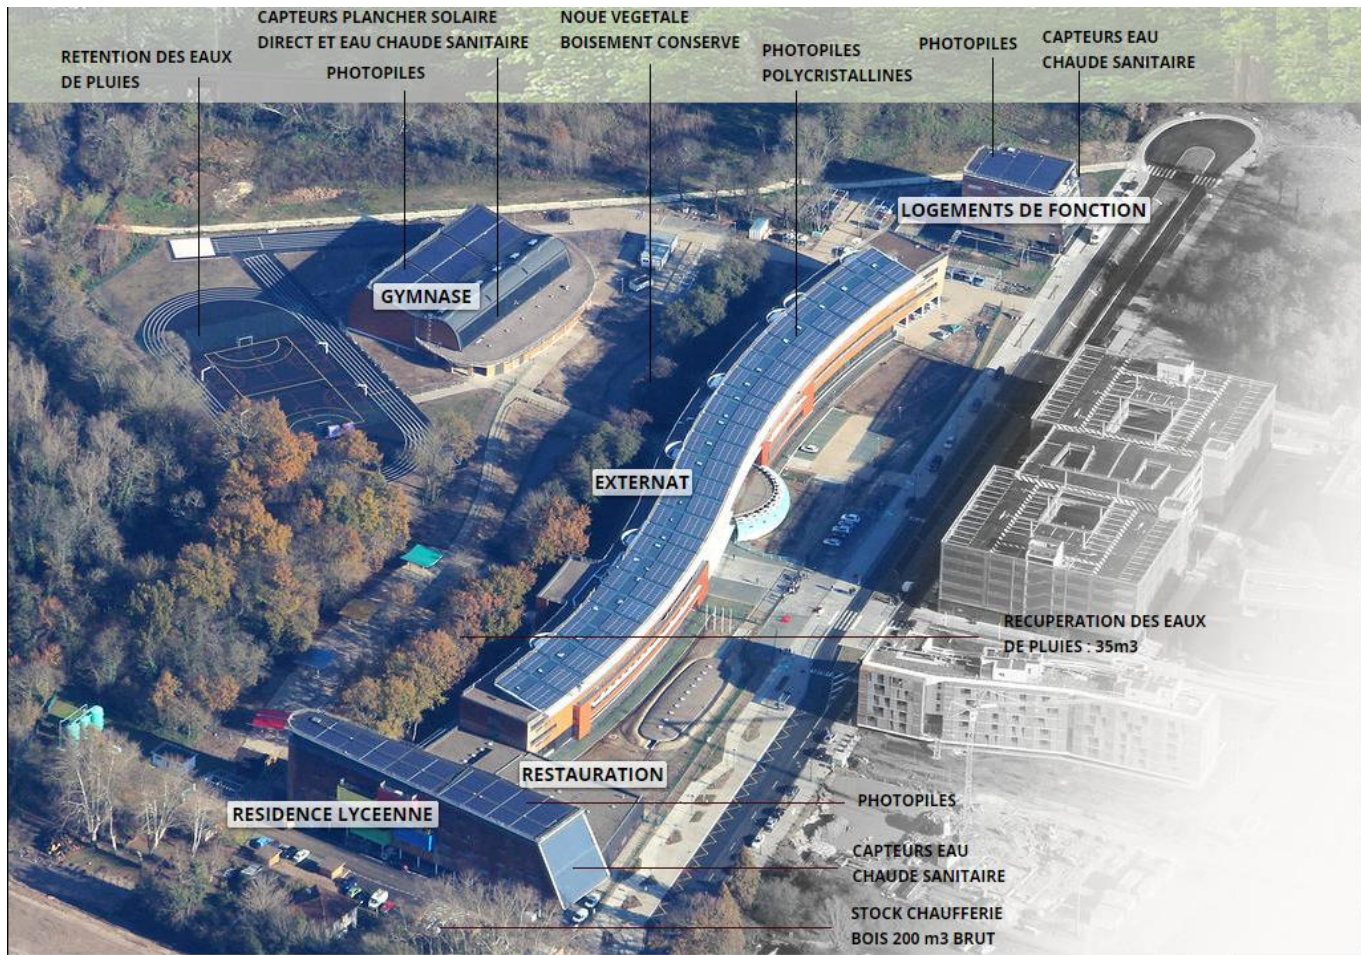 CAPTEURS PLANCHER SOLAIRE
DIRECT ET EAU CHAUDE SANITAIRE
NOUE VEGETALE
BOISEMENT CONSERVE
RETENTION DES EAUX
DE PLUIES
PHOTOPILES
PHOTOPILES
POLYCRISTALLINES
PHOTOPILES
CAPTEURS EAU
CHAUDE SANITAIRE
LOGEMENTS DE FONCTION
GYMNASE
EXTERNAT
RECUPERATION DES EAUX
DE PLUIES : 35m3
RESTAURATION
RESIDENCE LYCEENNE
PHOTOPILES
CAPTEURS EAU
CHAUDE SANITAIRE
STOCK CHAUFFERIE
BOIS 200 m3 BRUT